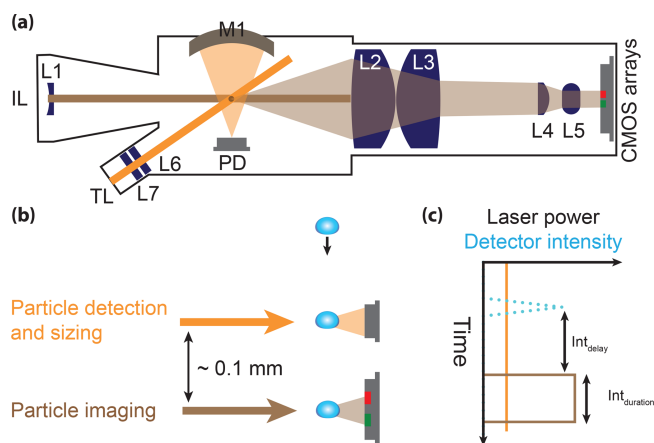 (a)
M1
L1
L2
L3
IL
L4
L5
CMOS arrays
L6
PD
TL
L7
(b)
(c)
Laser power
Detector intensity
Particle detection
and sizing
~ 0.1 mm
Particle imaging
Time
Int delay
Int duration